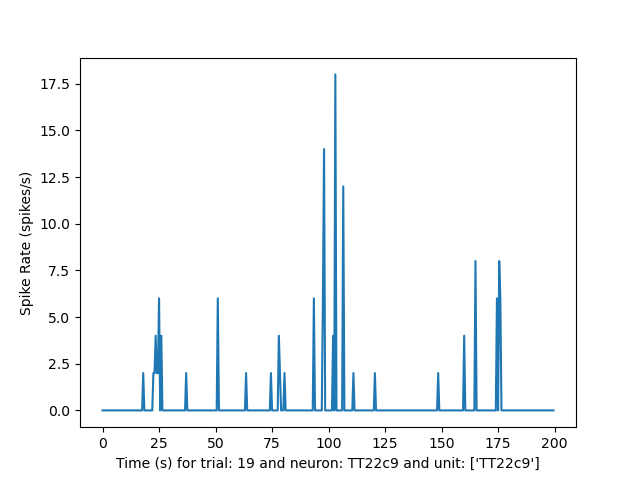 17.5
15.0
12.5
10.0
7.5
5.0
2.5
0.0
Spike Rate (spikes/s)
0 25 50 75 100 125 150 175 200
Time (s) for trial: 19 and neuron: TT22c9 and unit: ['TT22c9']